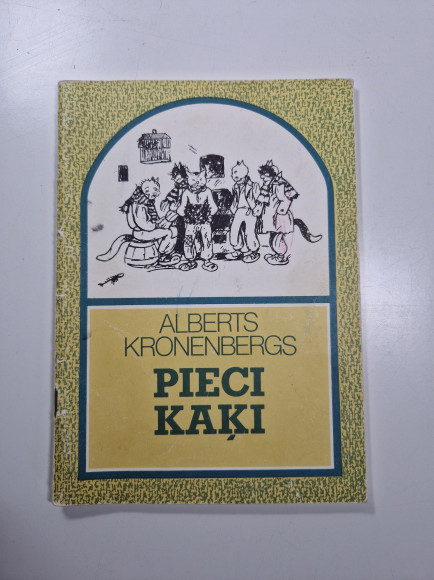 ALBERTS
KRONENBERGS
PIECI
KAĶI